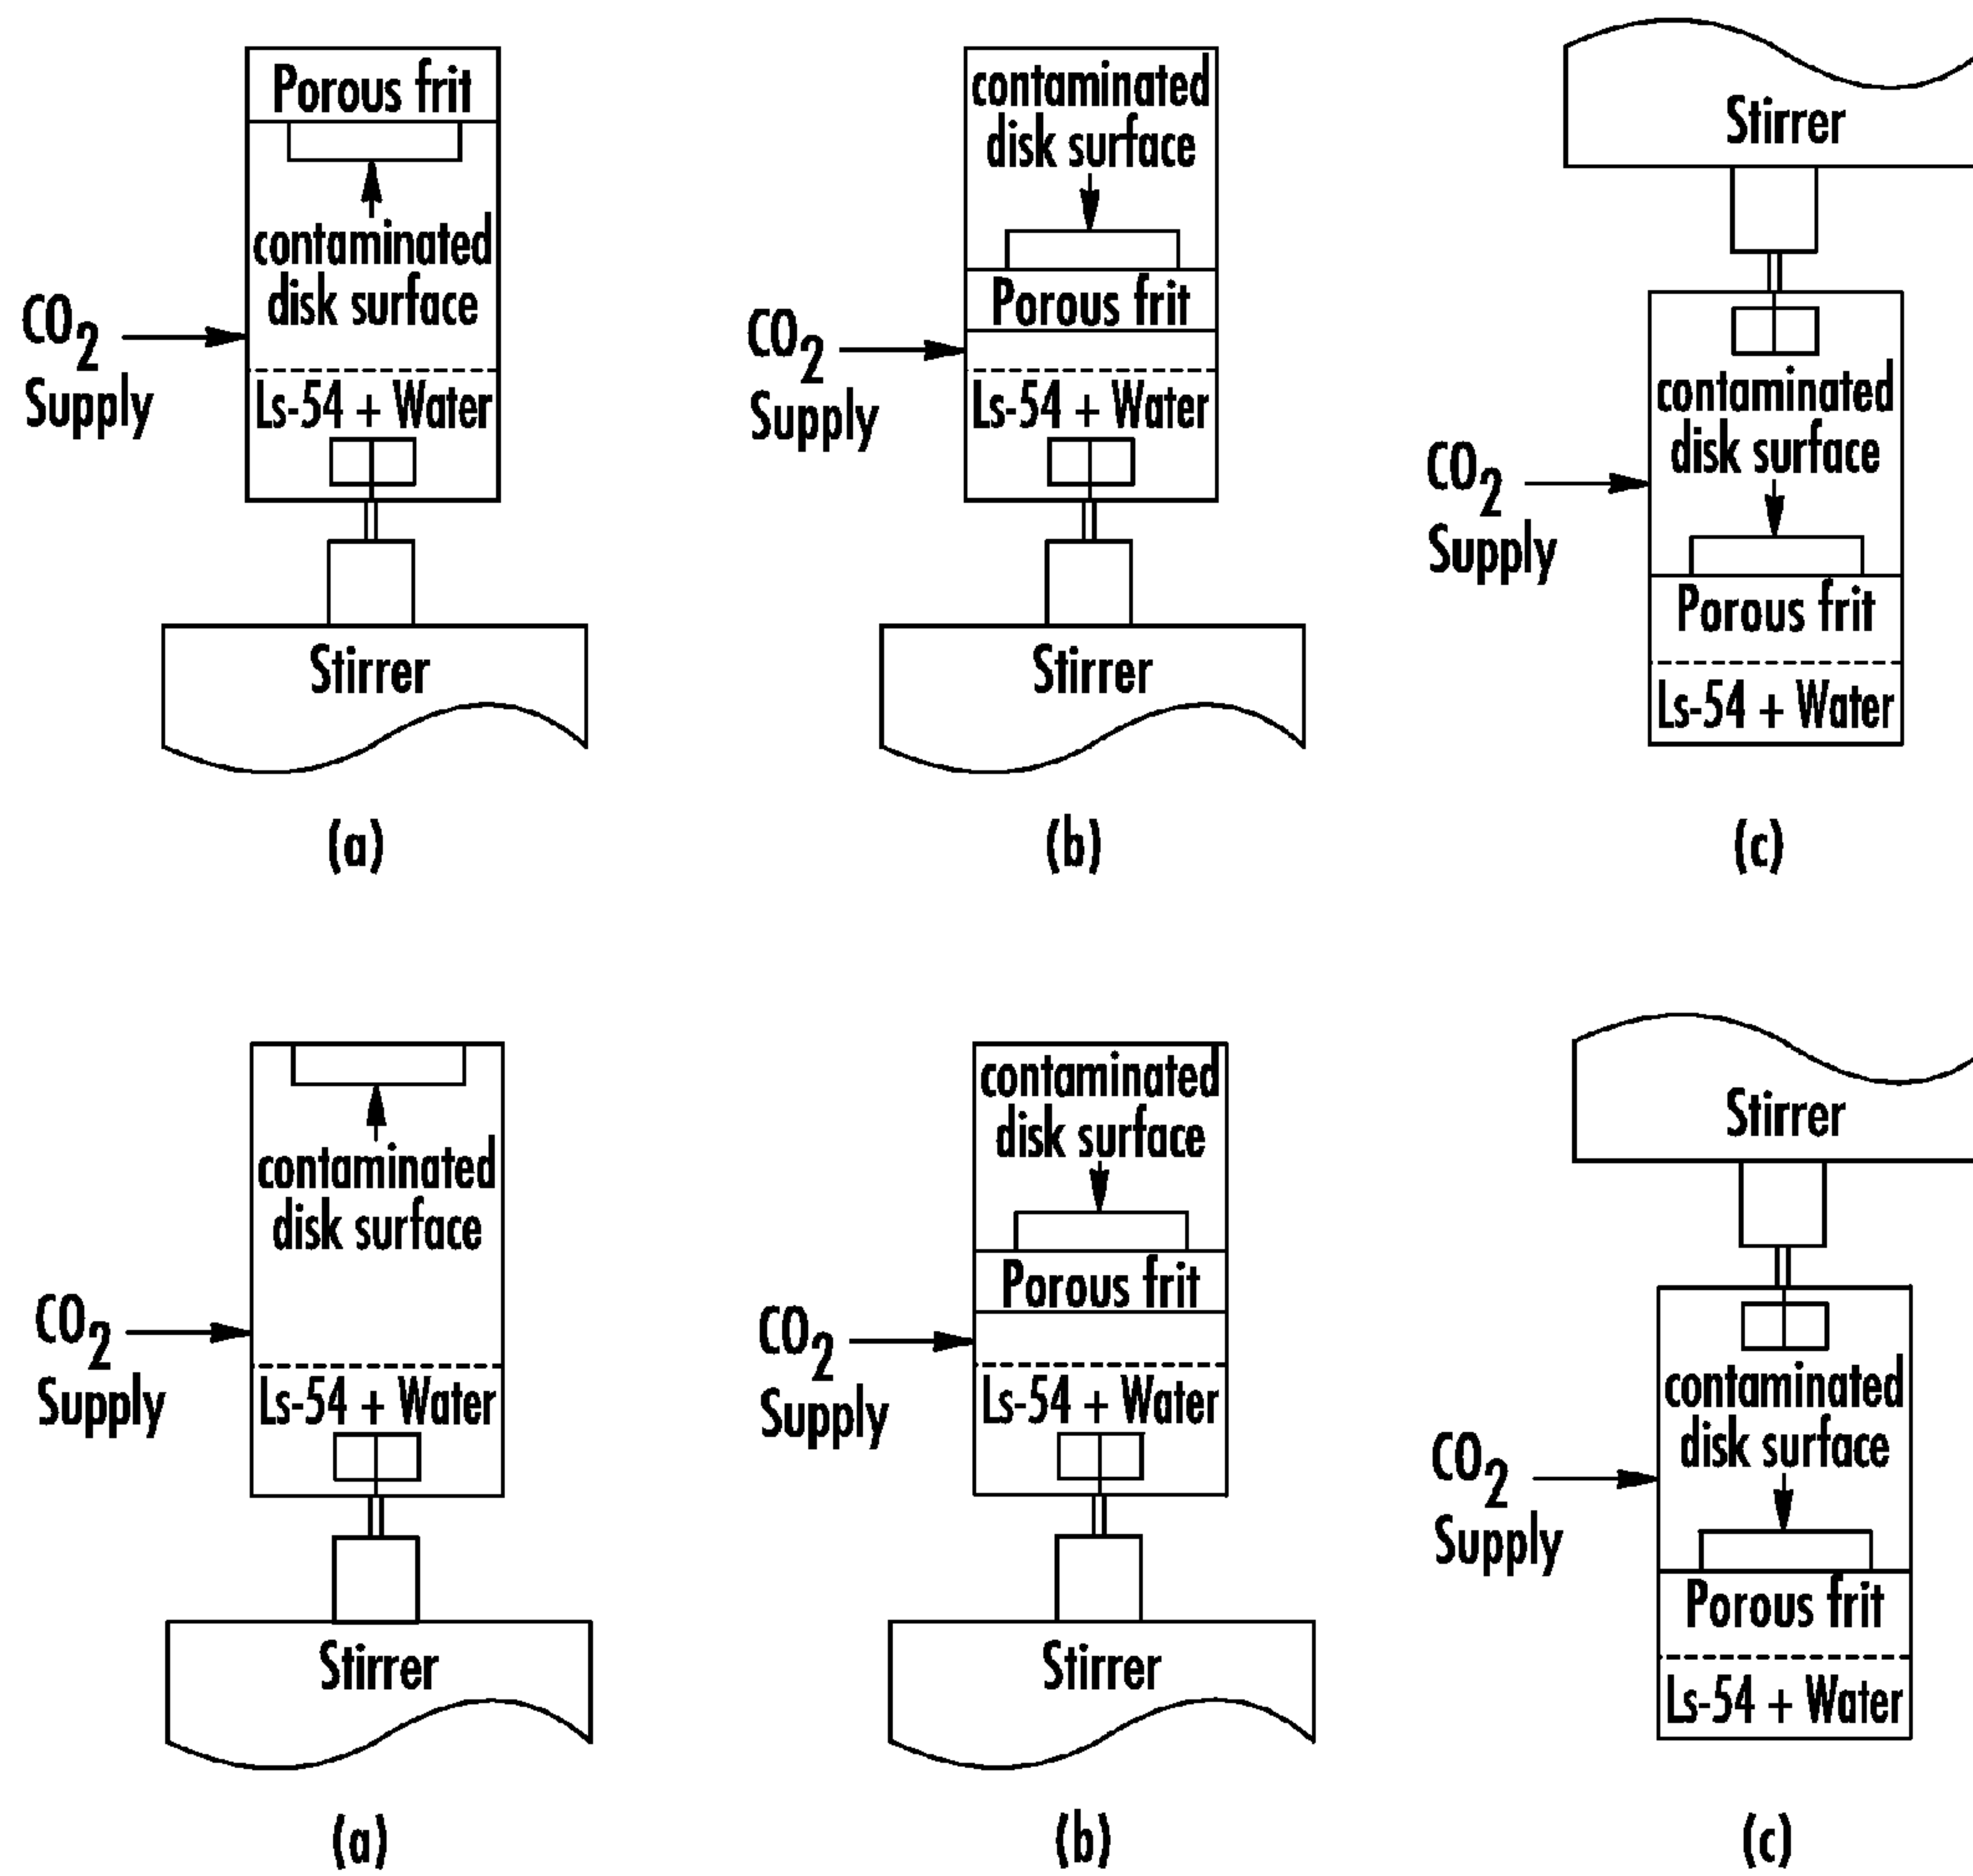 Porous frit
contaminated
disk surface
CO2
Supply
Ls-54 + Water
Stirrer
(a)
contaminated
disk surface
Porous frit
CO2
Supply
Ls-54 + Water
Stirrer
(b)
Stirrer
contaminated
disk surface
CO2
Supply
Porous frit
Ls-54 + Water
(c)
contaminated
disk surface
CO2
Supply
Ls-54 + Water
Stirrer
(a)
contaminated
disk surface
Porous frit
CO2
Supply
Ls-54 + Water
Stirrer
(b)
Stirrer
contaminated
disk surface
CO2
Supply
Porous frit
Ls-54 + Water
(c)